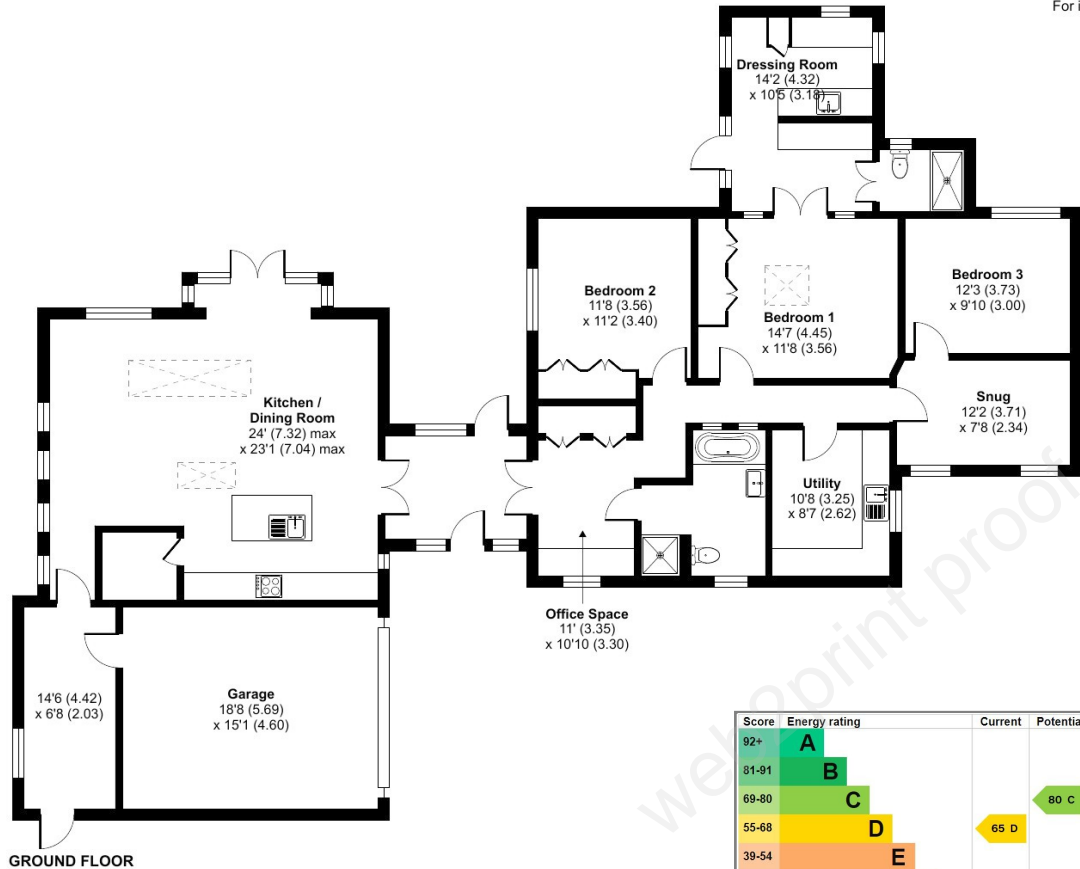 For i
Dressing Room
14'2 (4.32)
x 10'5 (3.18)
Bedroom 2
11'8 (3.56)
x 11'2 (3.40)
Bedroom 1
14'7 (4.45)
x 11'8 (3.56)
Bedroom 3
12'3 (3.73)
x 9'10 (3.00)
Kitchen /
Dining Room
24' (7.32) max
x 23'1 (7.04) max
Snug
12'2 (3.71)
x 7'8 (2.34)
Utility
10'8 (3.25)
x 8'7 (2.62)
Office Space
11' (3.35)
x 10'10 (3.30)
14'6 (4.42)
x 6'8 (2.03)
Garage
18'8 (5.69)
x 15'1 (4.60)
GROUND FLOOR
web2print proof
Score Energy rating Current Potentia
92+ A
81-91 B
69-80 C 80 C
55-68 D 65 D
39-54 E